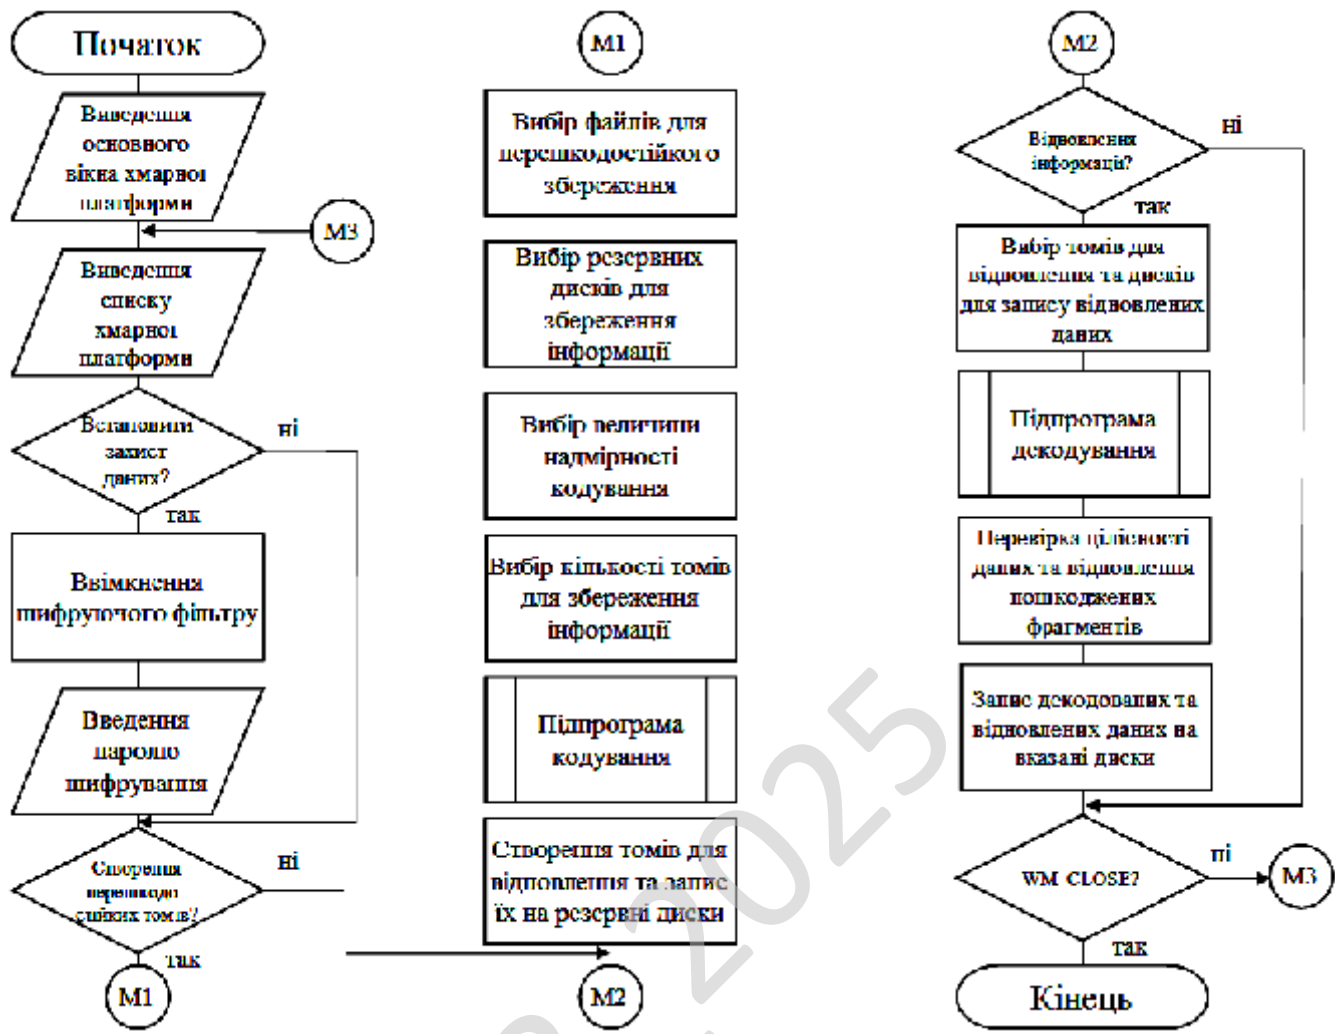 Початок
Виведення
основного
вікна хмарної
платформи
М3
Виведення
списку
хмарної
платформи
Встановити
захист
даних?
ні
так
Ввімкнення
шифруючого фільтру
Введення
паролю
шифрування
Створення
перешкодо
стійких томів?
ні
так
М1
М1
Вибір файлів для
перешкодостійкого
збереження
Вибір резервних
дисків для
збереження
інформації
Вибір величини
надмірності
кодування
Вибір кількості томів
для збереження
інформації
Підпрограма
кодування
Створення томів для
відновлення та запис
їх на резервні диски
М2
М2
Відновлення
інформації?
ні
так
Вибір томів для
відновлення та дисків
для запису відновлених
даних
Підпрограма
декодування
Перевірка цілісності
даних та відновлення
пошкоджених
фрагментів
Запис декодованих та
відновлених даних на
вказані диски
WM CLOSE?
ні
М3
так
Кінець
2025